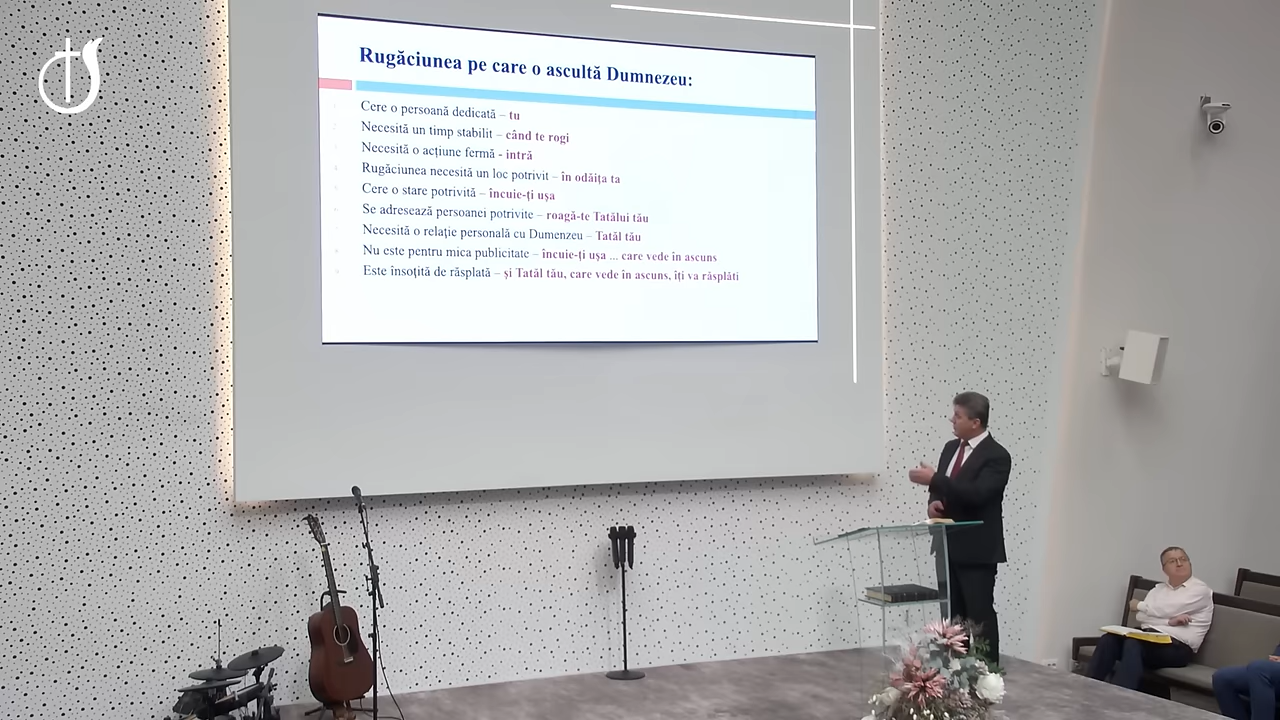 Rugăciunea pe care o ascultă Dumnezeu:
Cere o persoană dedicată – tu
Necesită un timp stabilit – când te rogi
Necesită o acțiune fermă - intră
Rugăciunea necesită un loc potrivit – în odăița ta
Cere o stare potrivită – încuie-ți ușa
Se adresează persoanei potrivite – roagă-te Tatălui tău
Necesită o relație personală cu Dumenzeu – Tatăl tău
Nu este pentru mica publicitate – încuie-ți ușa ... care vede în ascuns
Este însoțită de răsplată – și Tatăl tău, care vede în ascuns, îți va răsplăti